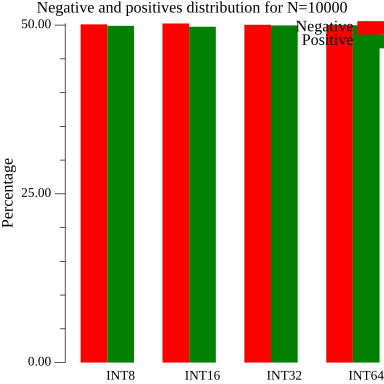 Negative and positives distribution for N=10000
Negative
Positive
50.00
25.00
0.00
Percentage
INT8
INT16
INT32
INT64